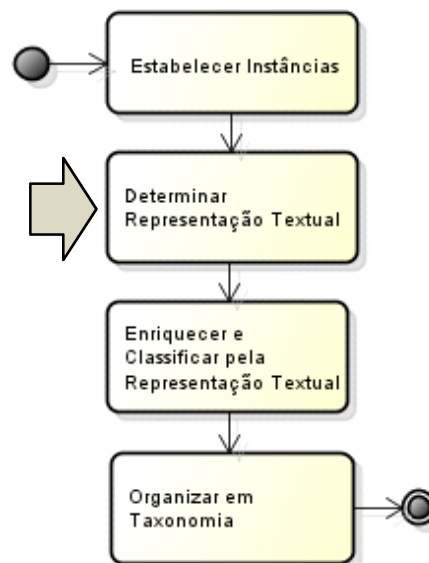 Estabelecer Instâncias
Determinar
Representação Textual
Enriquecer e
Classificar pela
Representação Textual
Organizar em
Taxonomia